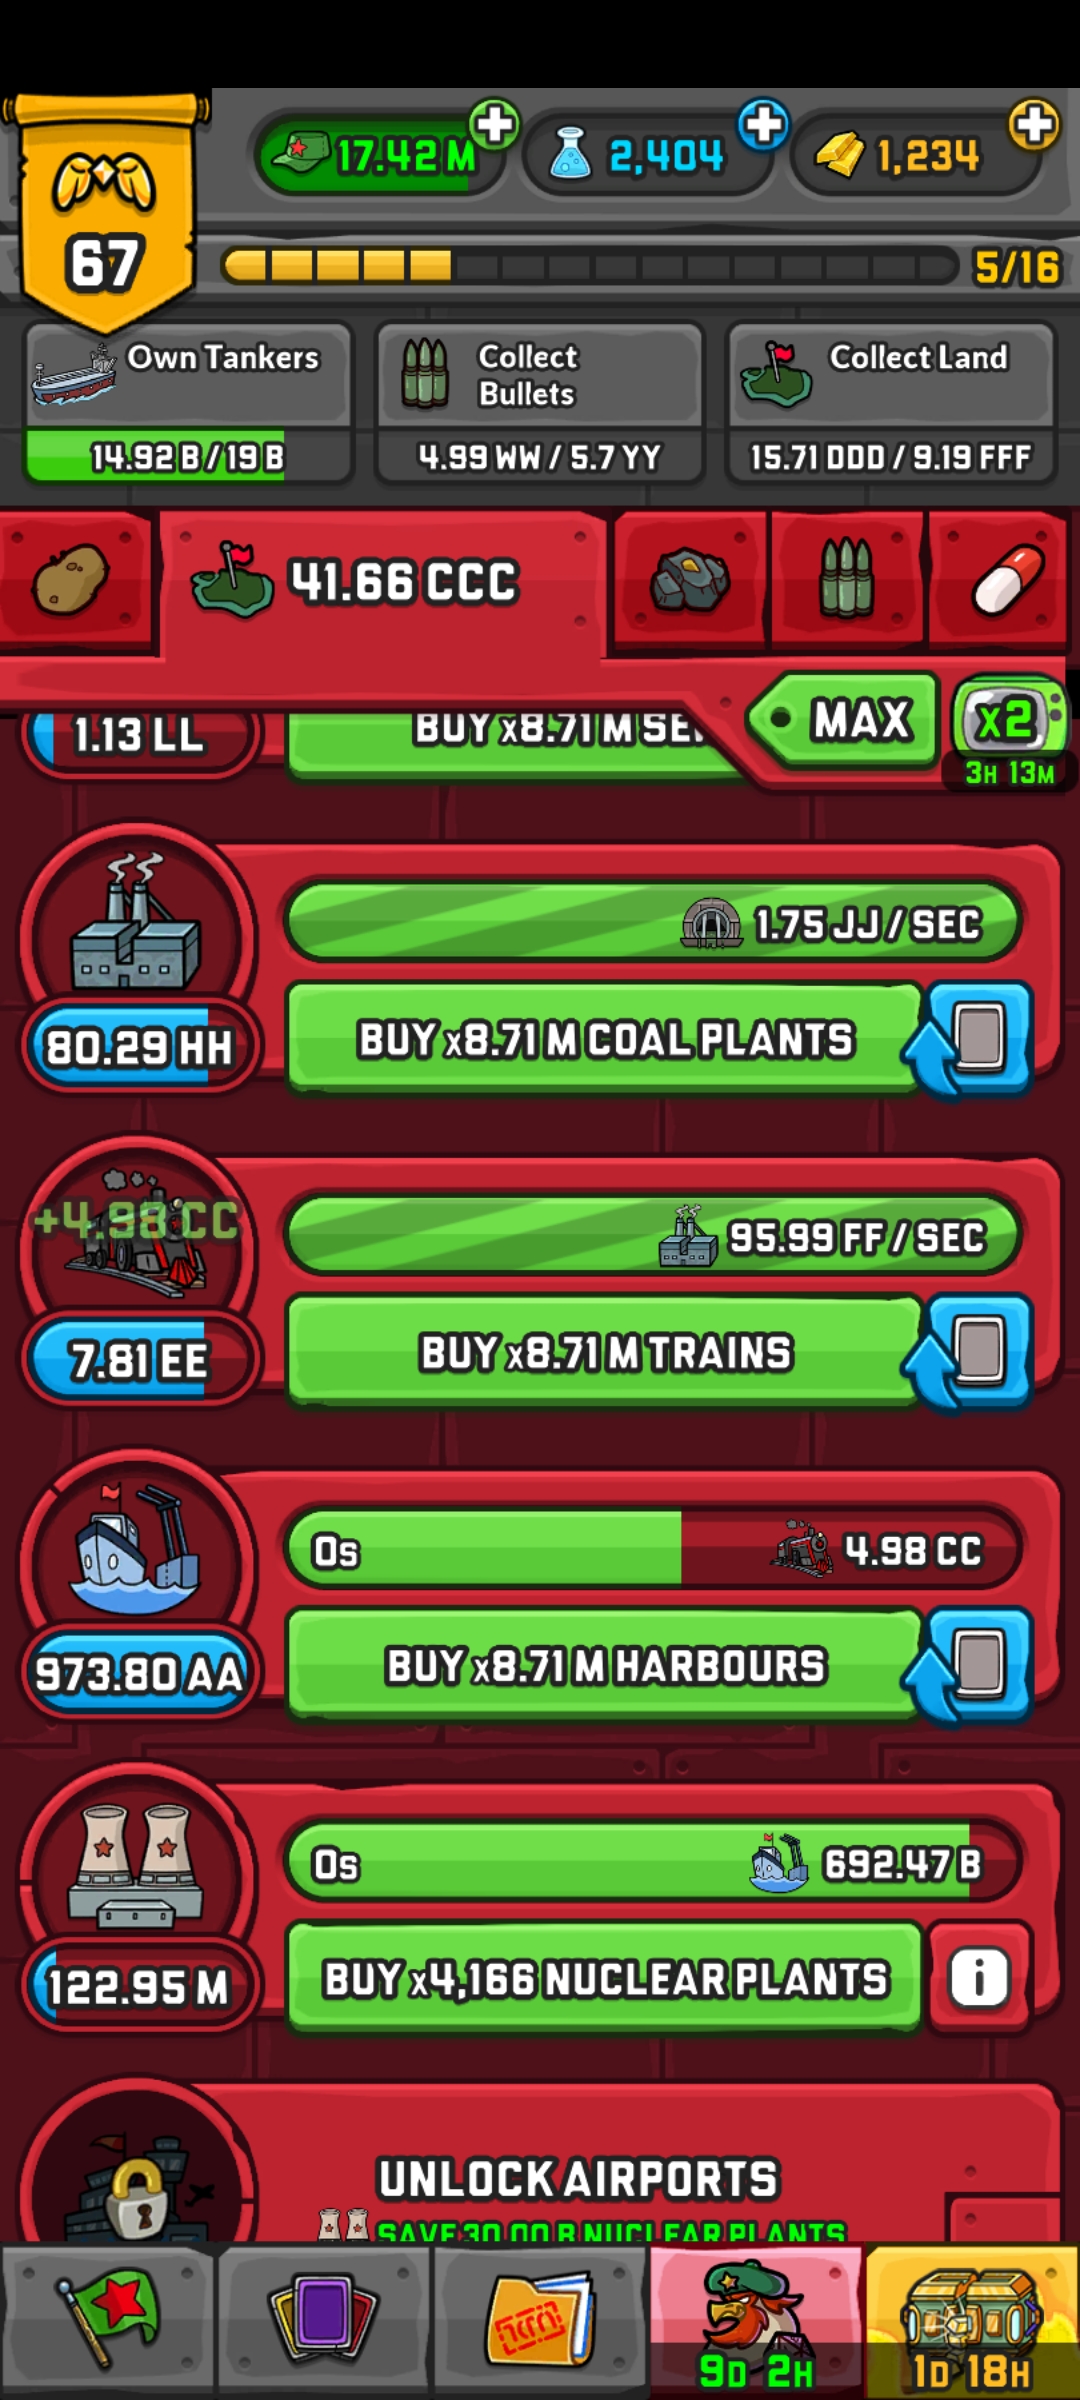 17.42 M
2,404
1,234
67
5/16
Own Tankers
14.92 B / 19 B
Collect
Bullets
4.99 WW / 5.7 YY
Collect Land
15.71 DDD / 9.19 FFF
41.66 CCC
MAX
x2
3H 13M
1.13 LL
BUY x8.71 M
1.75 JJ / SEC
80.29 HH
BUY x8.71 M COAL PLANTS
+4.98 CC
95.99 FF / SEC
7.81 EE
BUY x8.71 M TRAINS
0s
4.98 CC
973.80 AA
BUY x8.71 M HARBOURS
0s
692.47 B
122.95 M
BUY x4,166 NUCLEAR PLANTS
i
UNLOCK AIRPORTS
SAVE 30.00 B NUCLEAR PLANTS
9D 2H
1D 18H